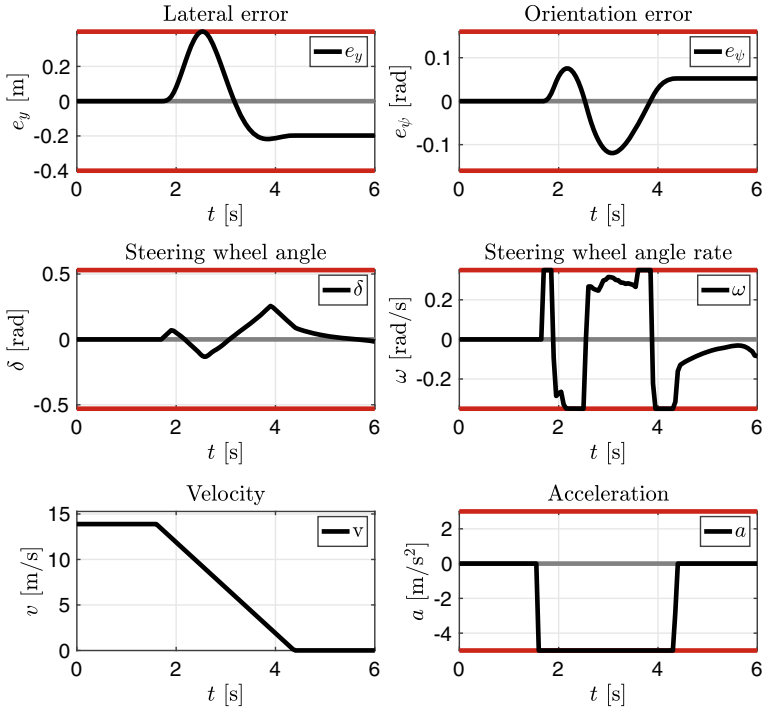 Lateral error
Orientation error
e_y
e_ψ
e_y [m]
0.2
0
-0.2
-0.4
0 2 4 6
t [s]
e_ψ [rad]
0.1
0
-0.1
0 2 4 6
t [s]
Steering wheel angle
Steering wheel angle rate
δ
ω
δ [rad]
0.5
0
-0.5
0 2 4 6
t [s]
ω [rad/s]
0.2
0
-0.2
0 2 4 6
t [s]
Velocity
Acceleration
v
a
v [m/s]
15
10
5
0
0 2 4 6
t [s]
a [m/s²]
2
0
-2
-4
0 2 4 6
t [s]